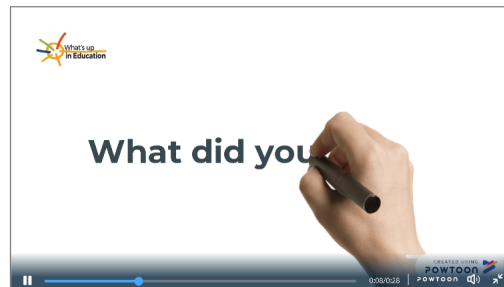 What's up
in Education
What did you
CREATED USING
POWTOON
0:08/0:28 | POWTOON